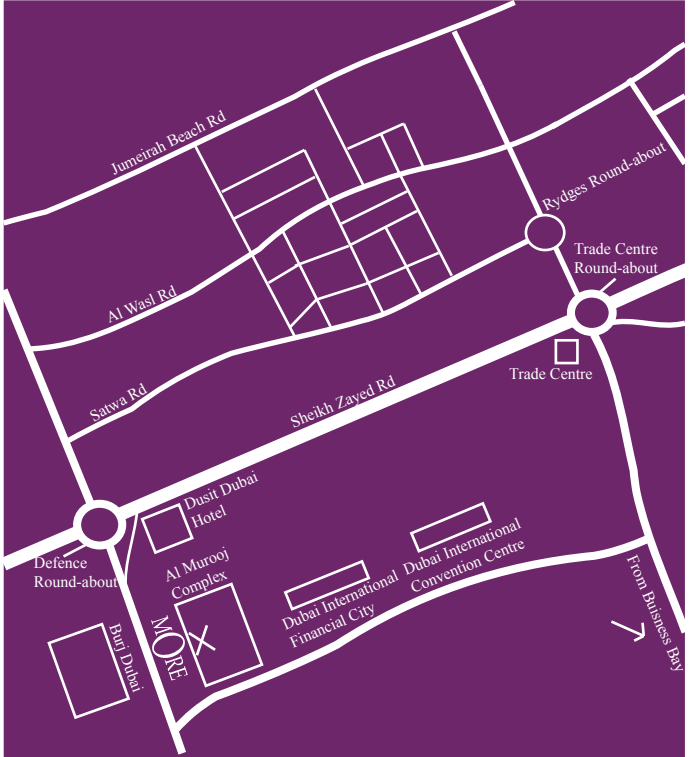 Jumeirah Beach Rd
Rydges Round-about
Trade Centre
Round-about
Al Wasl Rd
Trade Centre
Satwa Rd
Sheikh Zayed Rd
Dusit Dubai
Hotel
Defence
Round-about
Al Murooj
Complex
Dubai International
Convention Centre
Dubai International
Financial City
From Buisness Bay
Burj Dubai
MORE